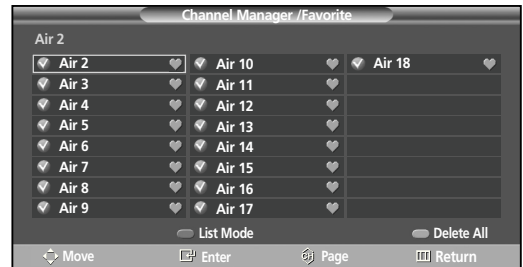 Channel Manager /Favorite
Air 2
Air 2 Air 10 Air 18
Air 3 Air 11
Air 4 Air 12
Air 5 Air 13
Air 6 Air 14
Air 7 Air 15
Air 8 Air 16
Air 9 Air 17
List Mode Delete All
Move Enter Page Return